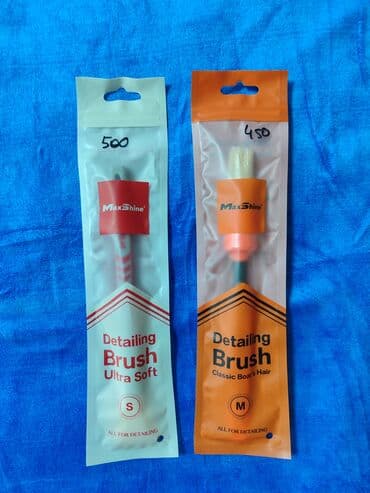 500
MaxShine
Detailing
Brush
Ultra Soft
S
ALL FOR DETAILING
450
MaxShine
Detailing
Brush
Classic Boar's Hair
M
ALL FOR DETAILING